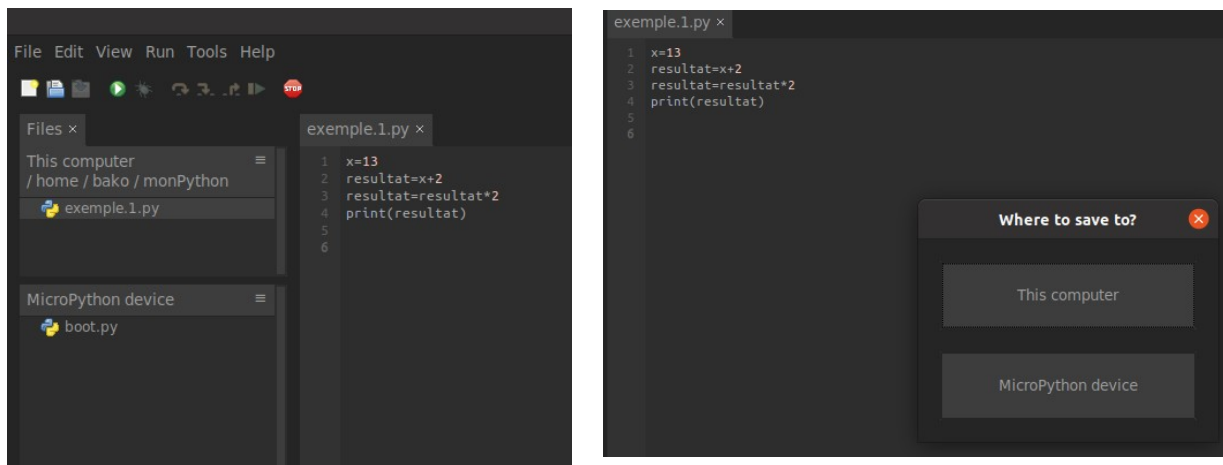 File Edit View Run Tools Help
STOP
Files ×
This computer
/ home / bako / monPython
exemple.1.py
MicroPython device
boot.py
exemple.1.py ×
1 x=13
2 resultat=x+2
3 resultat=resultat*2
4 print(resultat)
5
6
exemple.1.py ×
1 x=13
2 resultat=x+2
3 resultat=resultat*2
4 print(resultat)
5
6
Where to save to?
This computer
MicroPython device